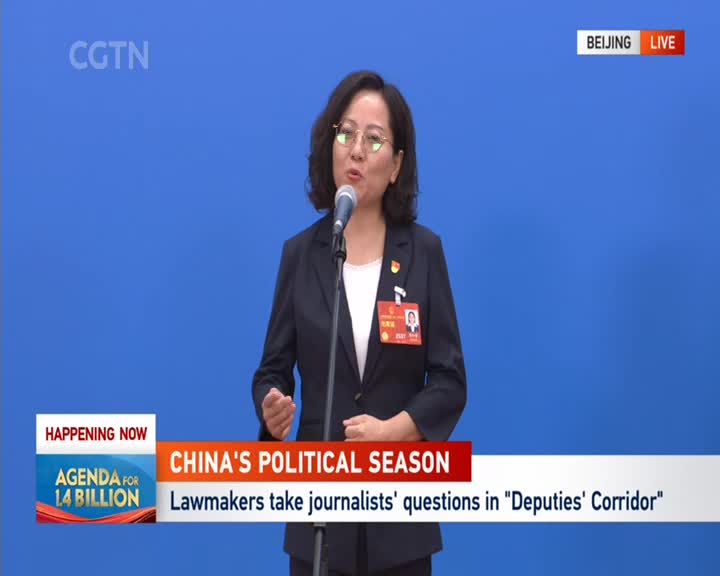 CGTN
BEIJING LIVE
HAPPENING NOW
AGENDA FOR
1.4 BILLION
CHINA'S POLITICAL SEASON
Lawmakers take journalists' questions in "Deputies' Corridor"